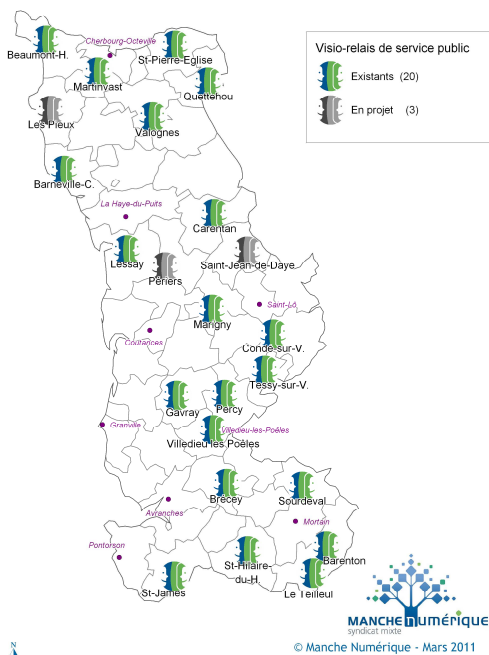 Visio-relais de service public
Existants (20)
En projet (3)
Cherbourg-Octeville
Beaumont-H.
St-Pierre-Eglise
Martinvast
Quettehou
Les Pieux
Valognes
Barneville-C.
La Haye-du-Puits
Carentan
Lessay
Saint-Jean-de-Daye
Périers
Saint-Lô
Marigny
Coutances
Condé-sur-V.
Tessy-sur-V.
Gavray
Percy
Granville
Villedieu-les-Poêles
Villedieu les Poêles
Brécey
Sourdeval
Avranches
Mortain
Pontorson
Barenton
St-Hilaire-
du-H.
St-James
Le Teilleul
MANCHE NUMÉRIQUE
syndicat mixte
N
© Manche Numérique - Mars 2011